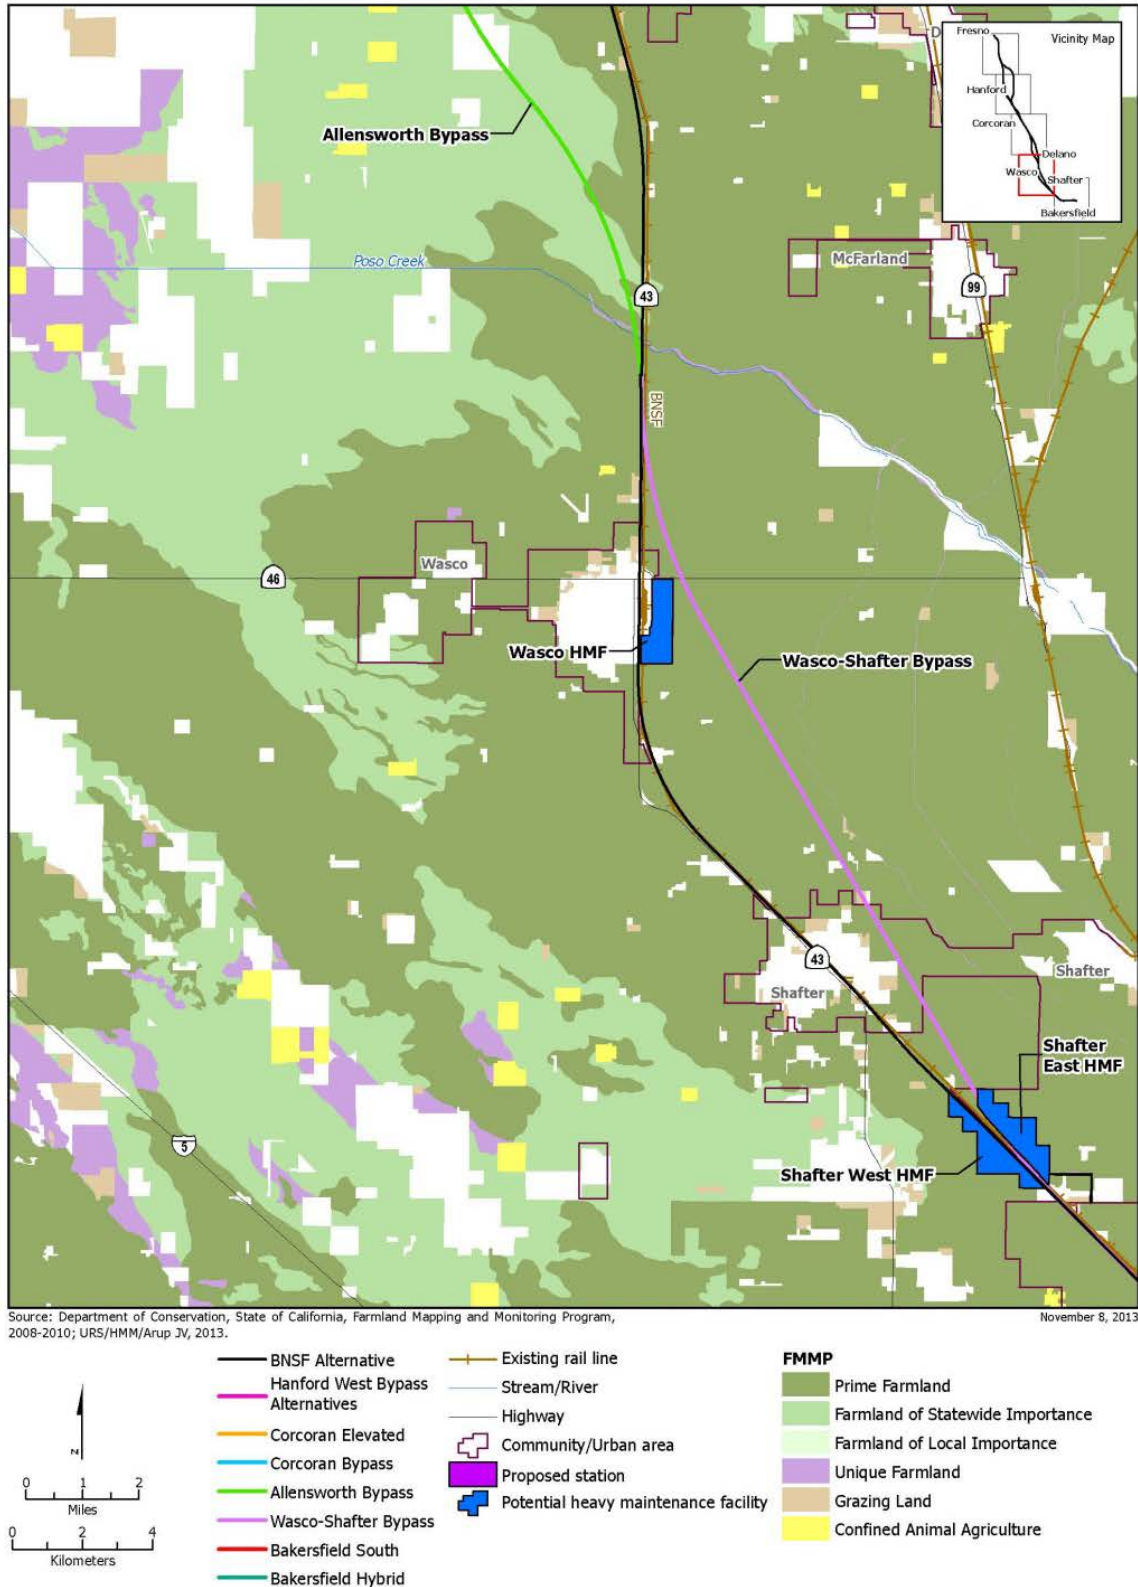 Fresno
Vicinity Map
Hanford
Corcoran
Delano
Wasco
Shafter
Bakersfield
D
Allensworth Bypass
Poso Creek
McFarland
43
99
BNSF
Wasco
46
Wasco HMF
Wasco-Shafter Bypass
43
Shafter
Shafter
Shafter
East HMF
5
Shafter West HMF
Source: Department of Conservation, State of California, Farmland Mapping and Monitoring Program,
2008-2010; URS/HMM/Arup JV, 2013.
November 8, 2013
BNSF Alternative
Hanford West Bypass
Alternatives
Corcoran Elevated
Corcoran Bypass
Allensworth Bypass
Wasco-Shafter Bypass
Bakersfield South
Bakersfield Hybrid
Existing rail line
Stream/River
Highway
Community/Urban area
Proposed station
Potential heavy maintenance facility
FMMP
Prime Farmland
Farmland of Statewide Importance
Farmland of Local Importance
Unique Farmland
Grazing Land
Confined Animal Agriculture
N
0 1 2
Miles
0 2 4
Kilometers